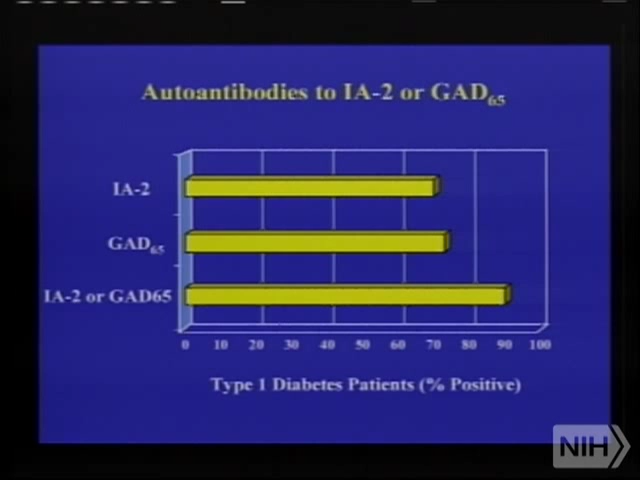 Autoantibodies to IA-2 or GAD65
IA-2
GAD65
IA-2 or GAD65
0 10 20 30 40 50 60 70 80 90 100
Type 1 Diabetes Patients (% Positive)
NIH